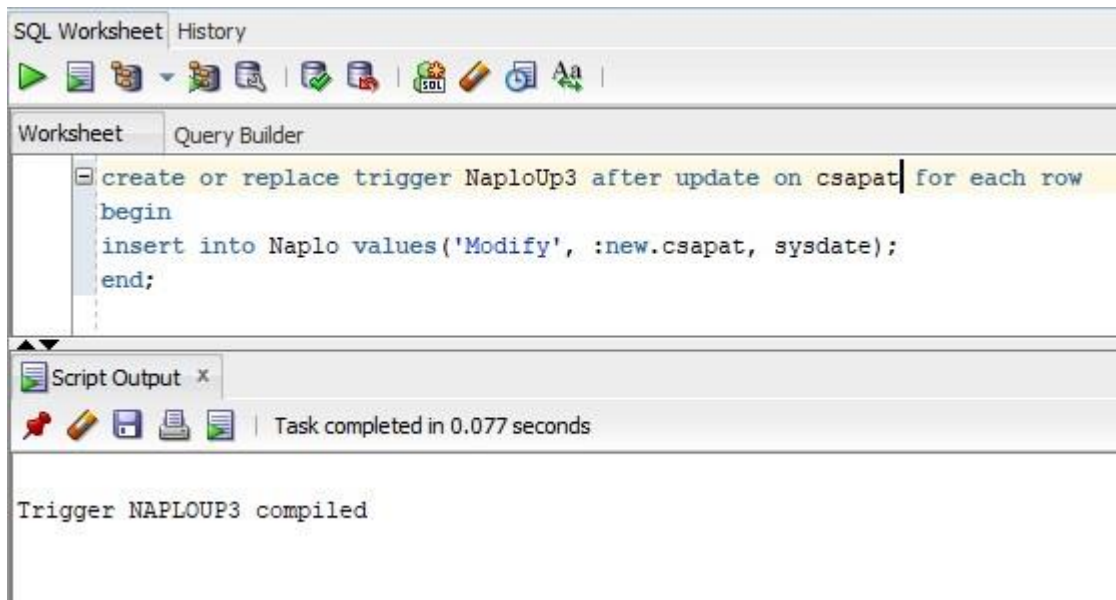 SQL Worksheet History
SQL Aa
Worksheet Query Builder
create or replace trigger NaploUp3 after update on csapat for each row
begin
insert into Naplo values('Modify', :new.csapat, sysdate);
end;
Script Output x
Task completed in 0.077 seconds
Trigger NAPLOUP3 compiled